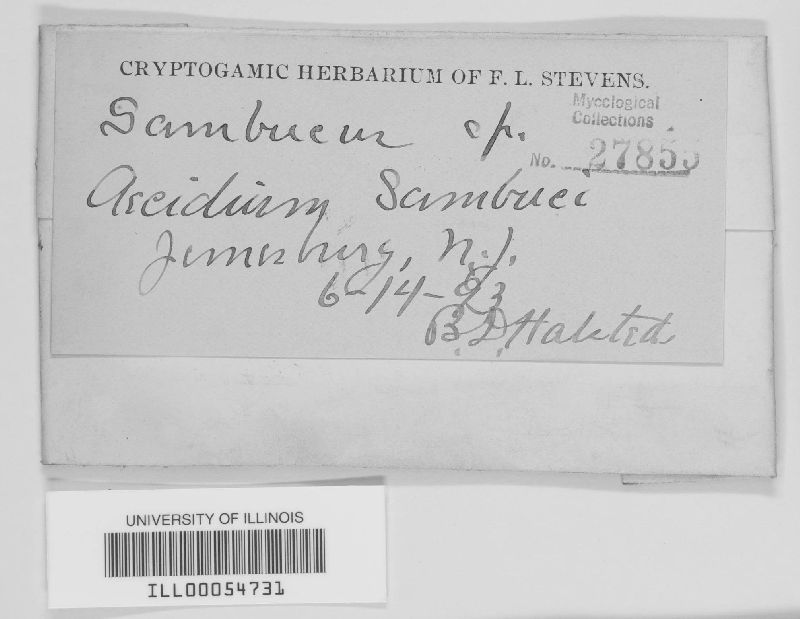 CRYPTOGAMIC HERBARIUM OF F. L. STEVENS.
Mycological
Collections
Sambucus sp.
No. 27855
Aecidium Sambuci
Jamesburg, N.J.
6-14-93
B.D. Halsted
UNIVERSITY OF ILLINOIS
ILL00054731